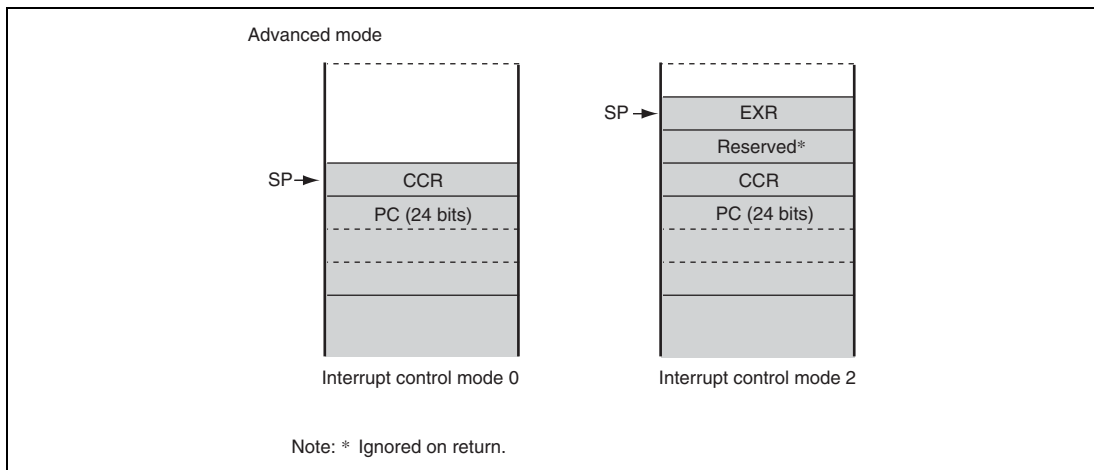 Advanced mode
SP
CCR
PC (24 bits)
Interrupt control mode 0
SP
EXR
Reserved*
CCR
PC (24 bits)
Interrupt control mode 2
Note: * Ignored on return.